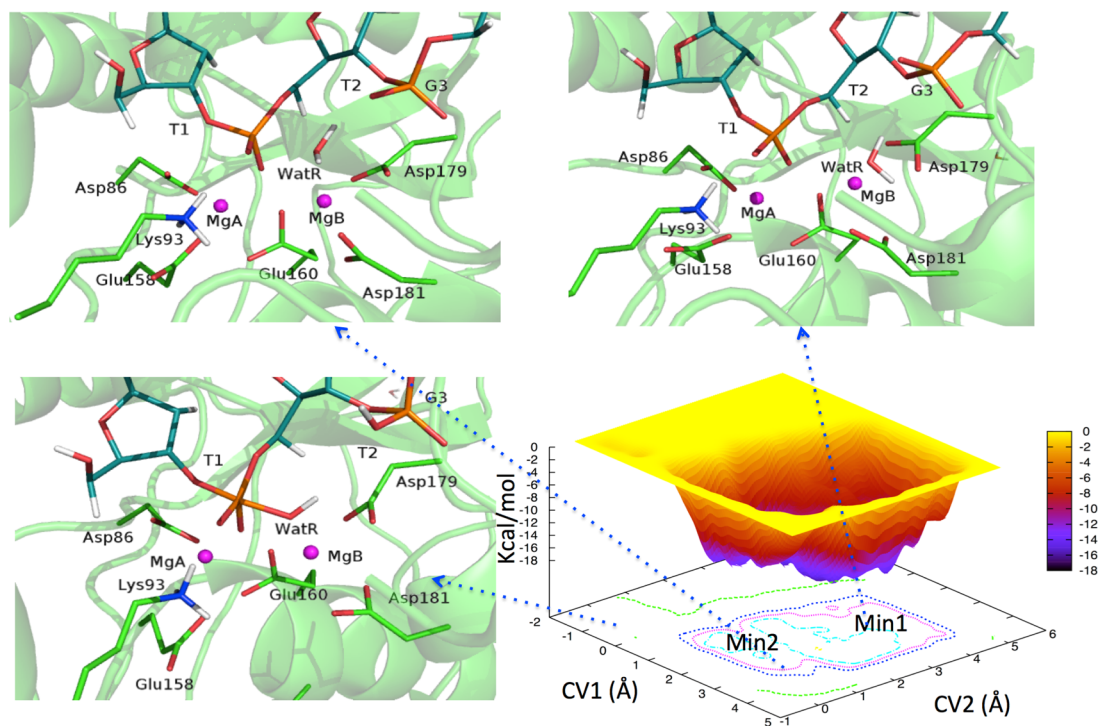 T1
T2
G3
WatR
Asp86
Asp179
MgA
MgB
Lys93
Glu158
Glu160
Asp181
T1
T2
G3
Asp86
WatR
Asp179
MgA
MgB
Lys93
Glu158
Glu160
Asp181
G3
T1
T2
Asp179
WatR
Asp86
MgA
MgB
Lys93
Glu160
Asp181
Glu158
Kcal/mol
0
-2
-4
-6
-8
-10
-12
-14
-16
-18
0
-2
-4
-6
-8
-10
-12
-14
-16
-18
Min1
Min2
-2
-1
0
1
2
3
4
5
CV1 (Å)
-1
0
1
2
3
4
5
6
CV2 (Å)